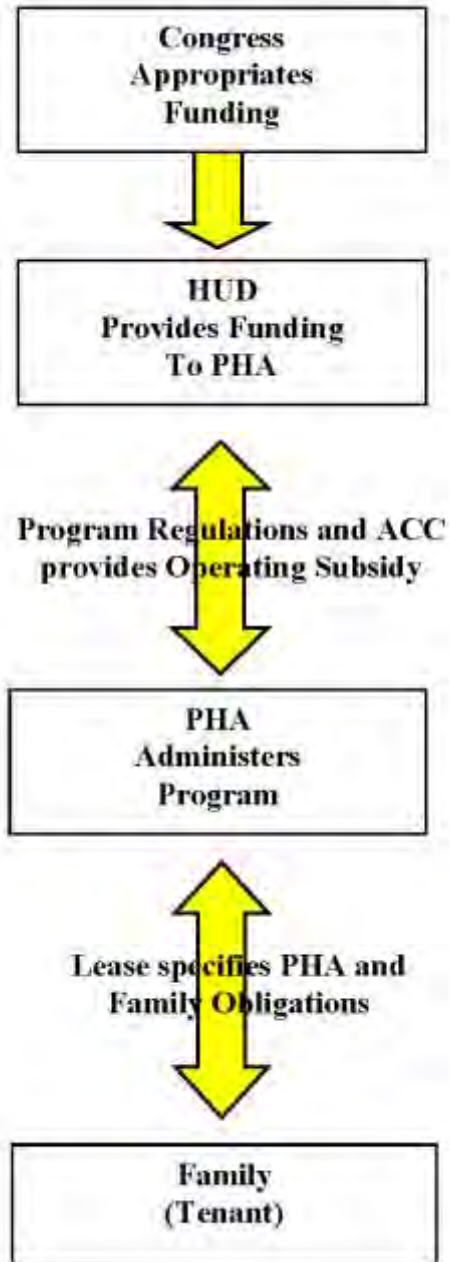 Congress
Appropriates
Funding
HUD
Provides Funding
To PHA
Program Regulations and ACC
provides Operating Subsidy
PHA
Administers
Program
Lease specifies PHA and
Family Obligations
Family
(Tenant)